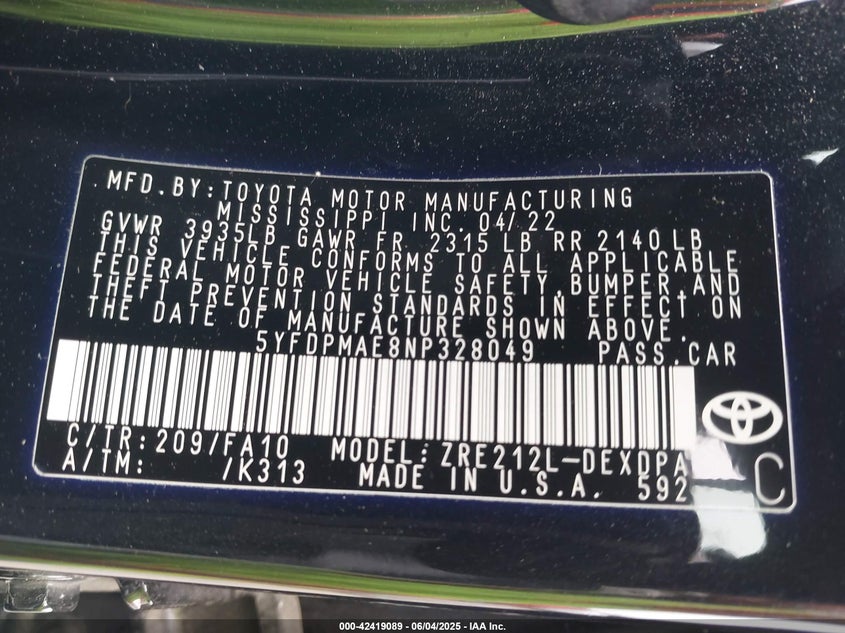 MFD.BY:TOYOTA MOTOR MANUFACTURING
MISSISSIPPI INC. 04/22
GVWR 3935LB GAWR FR 2315 LB RR 2140 LB
THIS VEHICLE CONFORMS TO ALL APPLICABLE
FEDERAL MOTOR VEHICLE SAFETY,BUMPER,AND
THEFT PREVENTION STANDARDS IN EFFECT ON
THE DATE OF MANUFACTURE SHOWN ABOVE.
5YFDPMAE8NP328049 PASS.CAR
C/TR:209/FA10 MODEL:ZRE212L-DEXDPA
A/TM: /K313 MADE IN U.S.A. 592
C
000-42419089 - 06/04/2025 - IAA Inc.